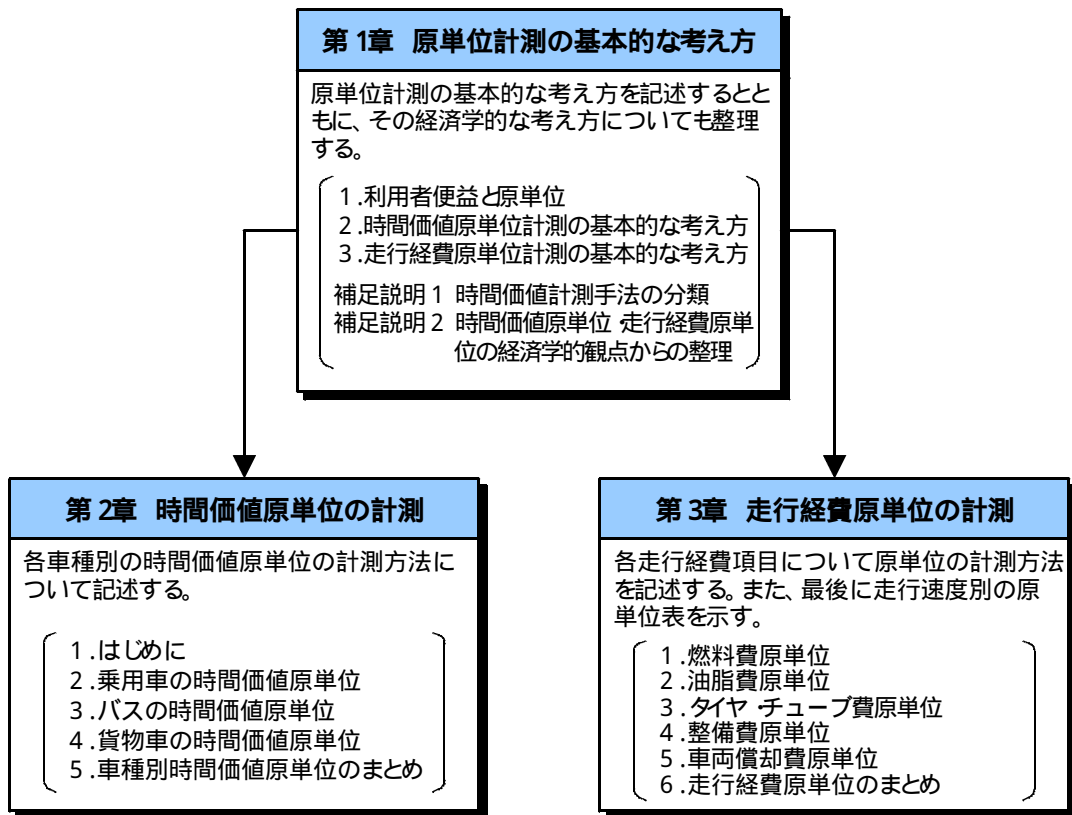 第1章 原単位計測の基本的な考え方
原単位計測の基本的な考え方を記述するとと
もに、その経済学的な考え方についても整理
する。
1.利用者便益と原単位
2.時間価値原単位計測の基本的な考え方
3.走行経費原単位計測の基本的な考え方
補足説明1 時間価値計測手法の分類
補足説明2 時間価値原単位・走行経費原単
位の経済学的観点からの整理
第2章 時間価値原単位の計測
各車種別の時間価値原単位の計測方法に
ついて記述する。
1.はじめに
2.乗用車の時間価値原単位
3.バスの時間価値原単位
4.貨物車の時間価値原単位
5.車種別時間価値原単位のまとめ
第3章 走行経費原単位の計測
各走行経費項目について原単位の計測方法
を記述する。また、最後に走行速度別の原
単位表を示す。
1.燃料費原単位
2.油脂費原単位
3.タイヤ・チューブ費原単位
4.整備費原単位
5.車両償却費原単位
6.走行経費原単位のまとめ